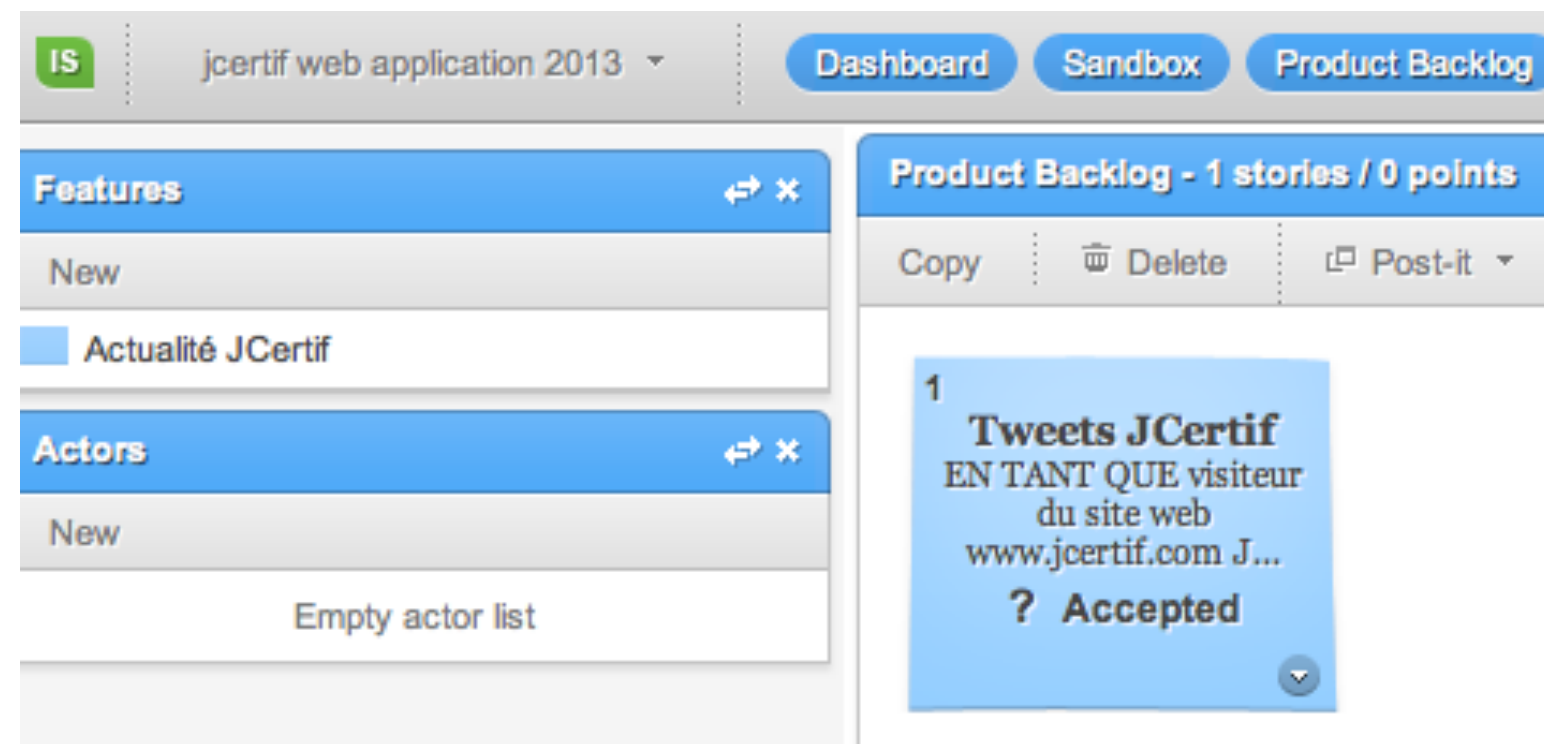 IS
jcertif web application 2013
Dashboard
Sandbox
Product Backlog
Features
New
Actualité JCertif
Actors
New
Empty actor list
Product Backlog - 1 stories / 0 points
Copy
Delete
Post-it
1
Tweets JCertif
EN TANT QUE visiteur
du site web
www.jcertif.com J...
? Accepted